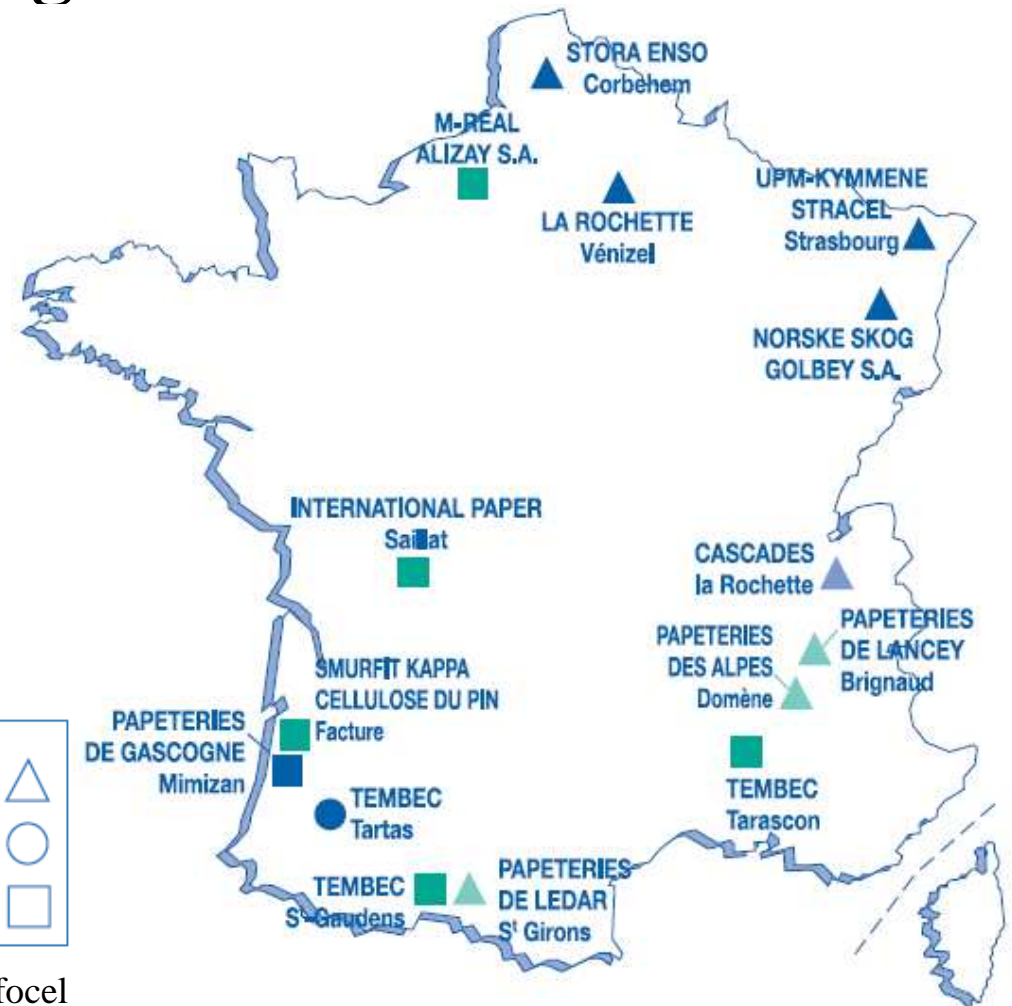 STORA ENSO
Corbehem
M-RÉAL
ALIZAY S.A.
LA ROCHETTE
Vénizel
UPM-KYMMENE
STRACEL
Strasbourg
NORSKE SKOG
GOLBEY S.A.
INTERNATIONAL PAPER
Saillat
CASCADES
la Rochette
PAPETERIES
DE LANCEY
Brignaud
PAPETERIES
DES ALPES
Domène
SMURFIT KAPPA
CELLULOSE DU PIN
Facture
PAPETERIES
DE GASCOGNE
Mimizan
TEMBEC
Tarascon
TEMBEC
Tartas
TEMBEC
St Gaudens
PAPETERIES
DE LEDAR
St Girons
focel